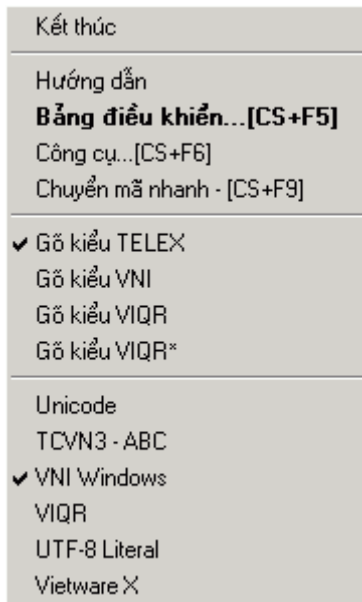 Kết thúc
Hướng dẫn
Bảng điều khiển...[CS+F5]
Công cụ...[CS+F6]
Chuyển mã nhanh - [CS+F9]
Gõ kiểu TELEX
Gõ kiểu VNI
Gõ kiểu VIQR
Gõ kiểu VIQR*
Unicode
TCVN3 - ABC
VNI Windows
VIQR
UTF-8 Literal
Vietware X